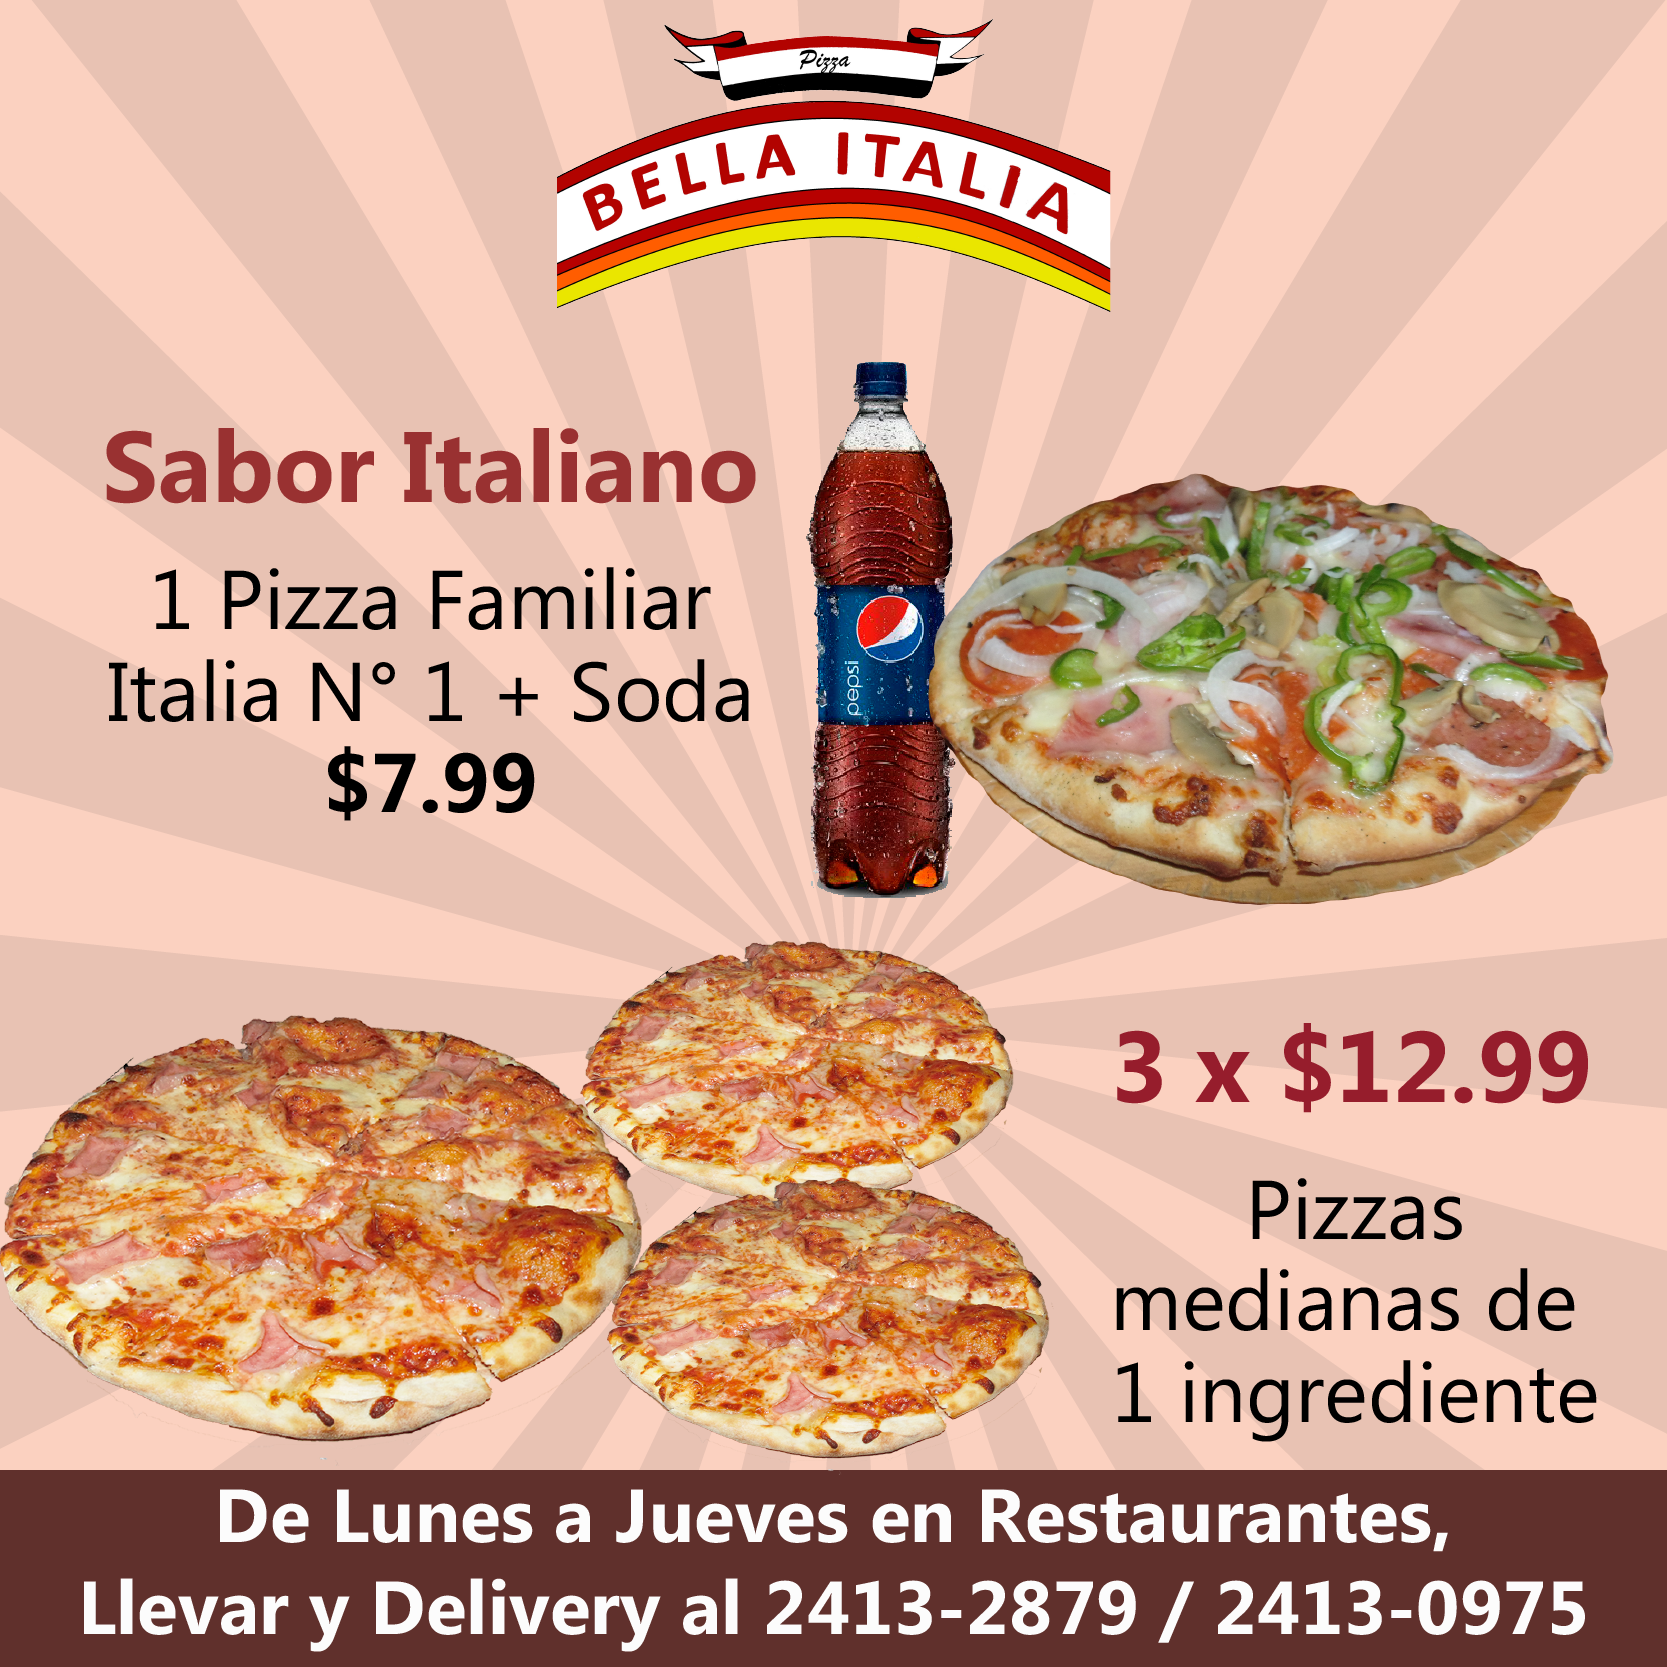 Pizza
BELLA ITALIA
Sabor Italiano
1 Pizza Familiar
Italia N° 1 + Soda
$7.99
pepsi
3 x $12.99
Pizzas
medianas de
1 ingrediente
De Lunes a Jueves en Restaurantes,
Llevar y Delivery al 2413-2879 / 2413-0975